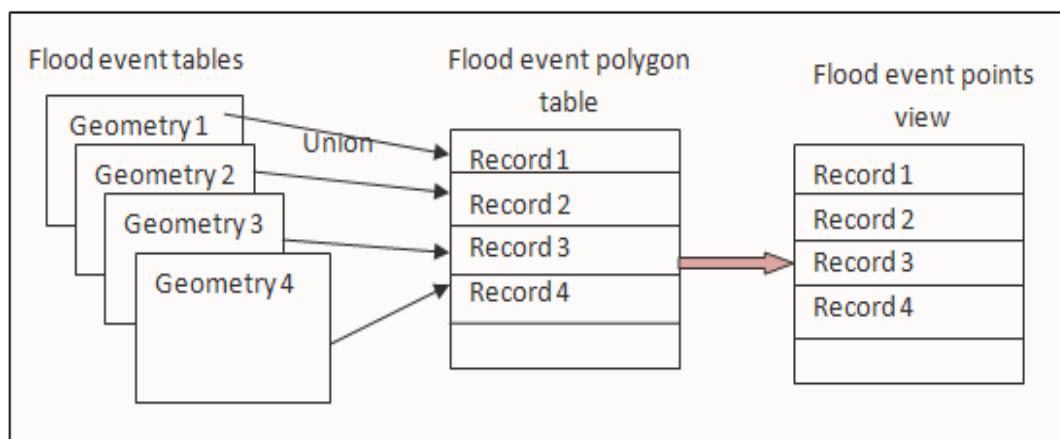 Flood event tables
Geometry 1
Geometry 2
Geometry 3
Geometry 4
Union
Flood event polygon
table
Record 1
Record 2
Record 3
Record 4
Flood event points
view
Record 1
Record 2
Record 3
Record 4